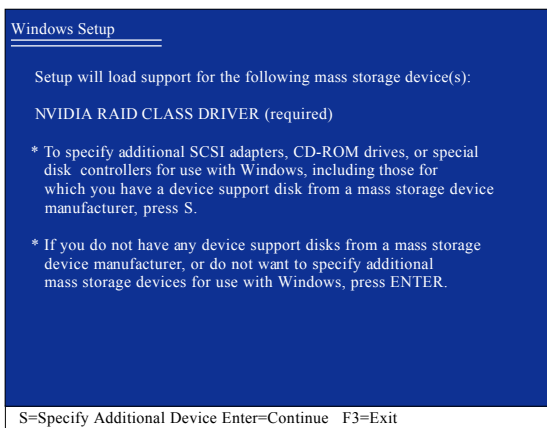 Windows Setup
Setup will load support for the following mass storage device(s):
NVIDIA RAID CLASS DRIVER (required)
* To specify additional SCSI adapters, CD-ROM drives, or special
disk controllers for use with Windows, including those for
which you have a device support disk from a mass storage device
manufacturer, press S.
* If you do not have any device support disks from a mass storage
device manufacturer, or do not want to specify additional
mass storage devices for use with Windows, press ENTER.
S=Specify Additional Device Enter=Continue F3=Exit